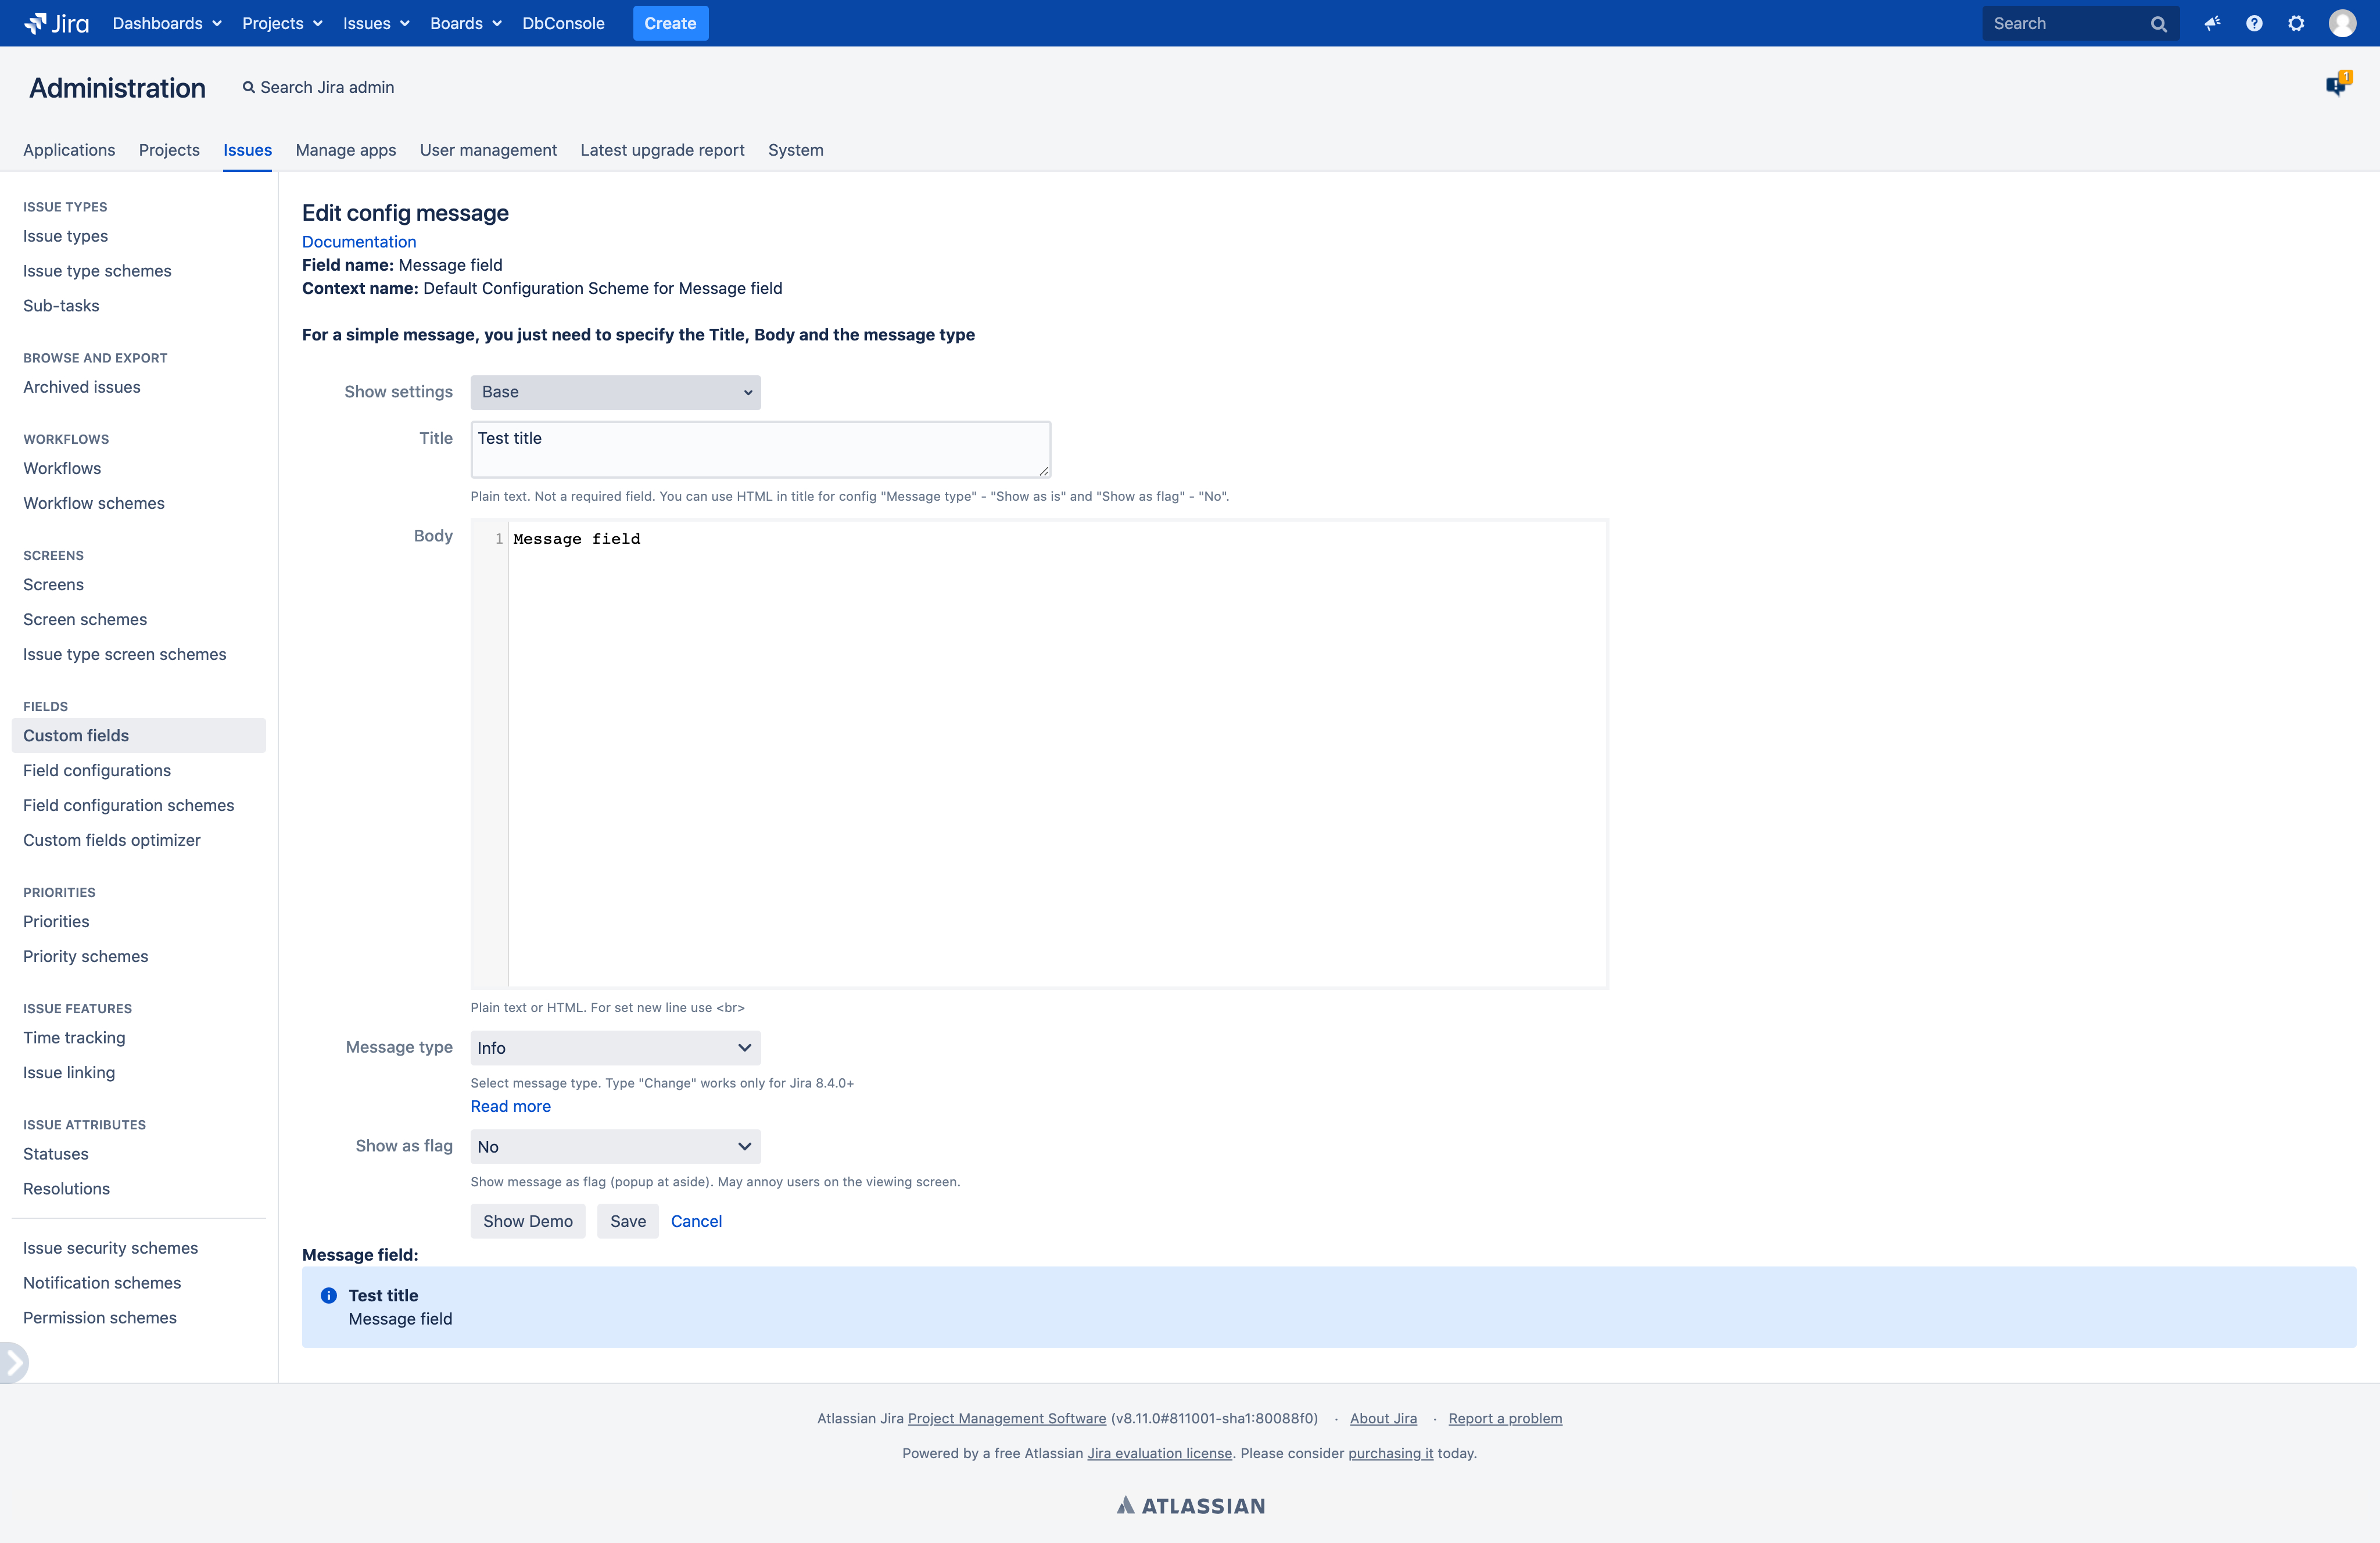 Jira Dashboards Projects Issues Boards DbConsole Create Search
Administration Search Jira admin 1
Applications Projects Issues Manage apps User management Latest upgrade report System
ISSUE TYPES
Issue types
Issue type schemes
Sub-tasks
BROWSE AND EXPORT
Archived issues
WORKFLOWS
Workflows
Workflow schemes
SCREENS
Screens
Screen schemes
Issue type screen schemes
FIELDS
Custom fields
Field configurations
Field configuration schemes
Custom fields optimizer
PRIORITIES
Priorities
Priority schemes
ISSUE FEATURES
Time tracking
Issue linking
ISSUE ATTRIBUTES
Statuses
Resolutions
Issue security schemes
Notification schemes
Permission schemes
Edit config message
Documentation
Field name: Message field
Context name: Default Configuration Scheme for Message field
For a simple message, you just need to specify the Title, Body and the message type
Show settings Base
Title Test title
Plain text. Not a required field. You can use HTML in title for config "Message type" - "Show as is" and "Show as flag" - "No".
Body 1 Message field
Plain text or HTML. For set new line use <br>
Message type Info
Select message type. Type "Change" works only for Jira 8.4.0+
Read more
Show as flag No
Show message as flag (popup at aside). May annoy users on the viewing screen.
Show Demo Save Cancel
Message field:
Test title
Message field
Atlassian Jira Project Management Software (v8.11.0#811001-sha1:80088f0) · About Jira · Report a problem
Powered by a free Atlassian Jira evaluation license. Please consider purchasing it today.
ATLASSIAN